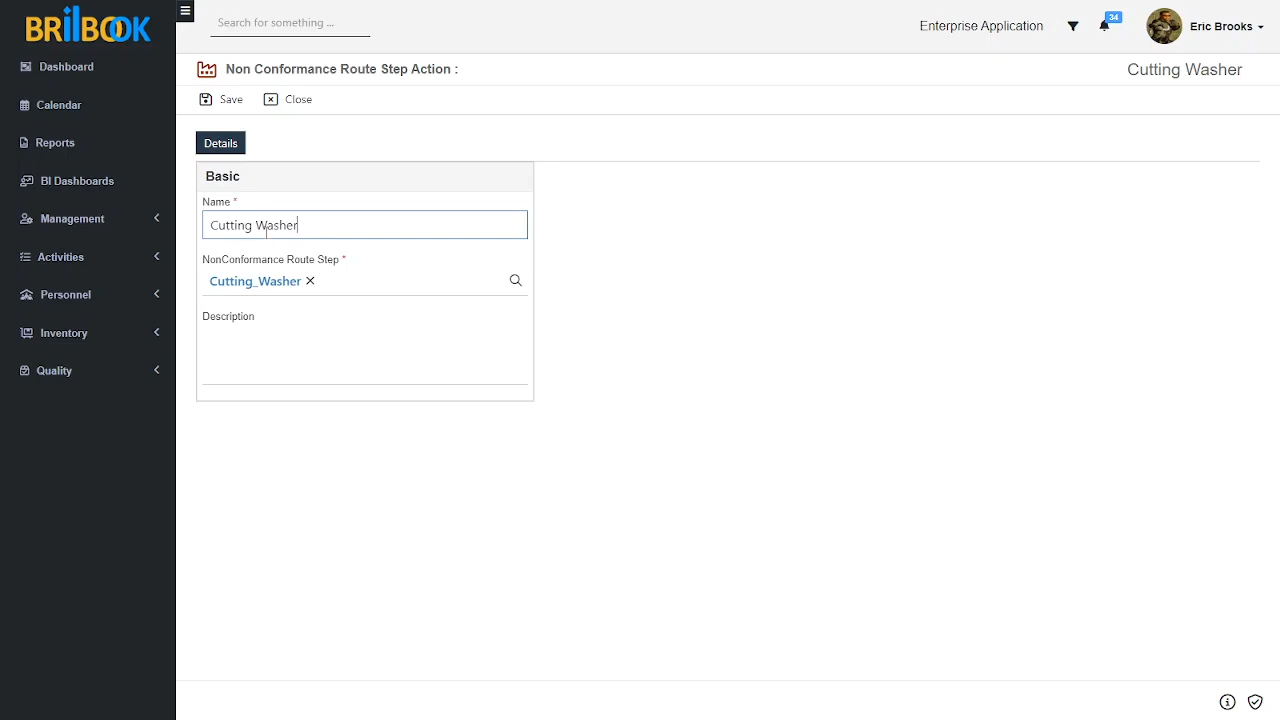 BRILBOOK
Search for something ...
Enterprise Application
34
Eric Brooks
Dashboard
Calendar
Reports
BI Dashboards
Management
Activities
Personnel
Inventory
Quality
Non Conformance Route Step Action :
Cutting Washer
Save
Close
Details
Basic
Name *
Cutting Washer
NonConformance Route Step *
Cutting_Washer
Description